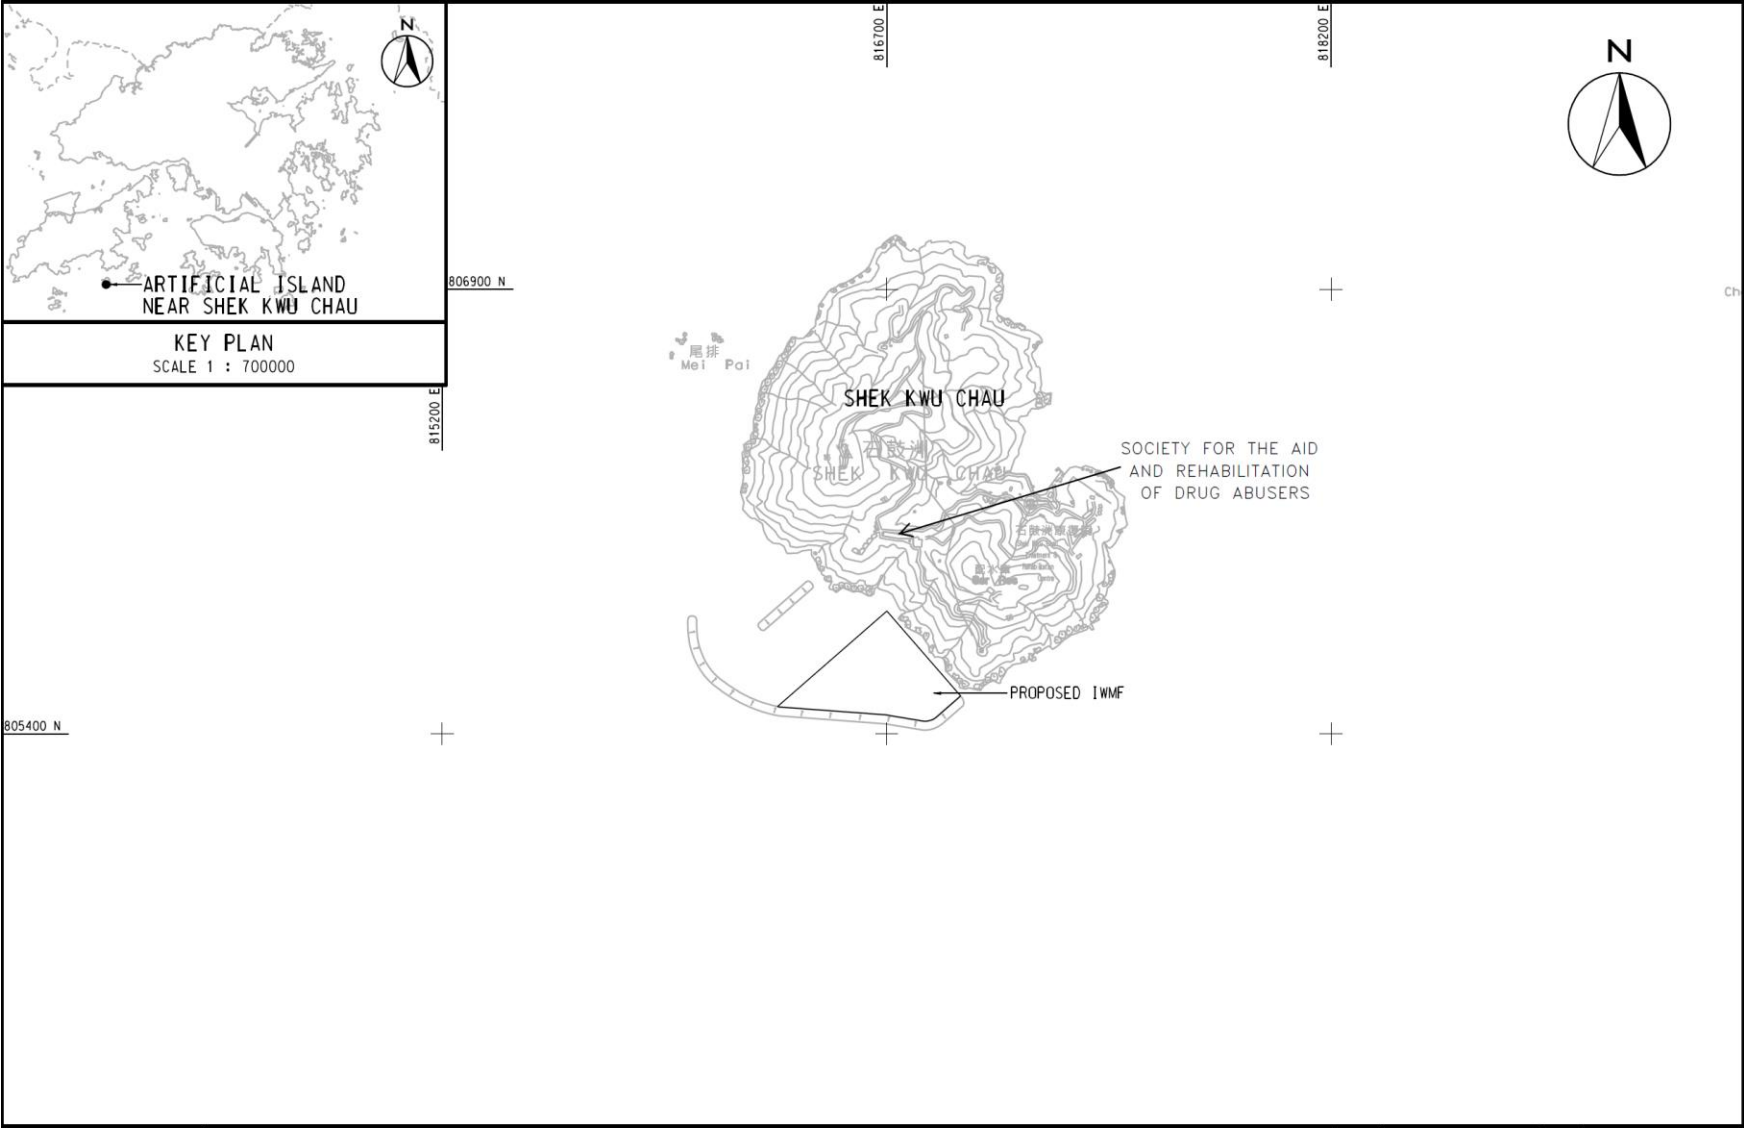 N
ARTIFICIAL ISLAND
NEAR SHEK KWU CHAU
KEY PLAN
SCALE 1 : 700000
816700 E
818200 E
N
806900 N
815200 E
尾排
Mei Pai
SHEK KWU CHAU
石鼓洲
SHEK KWU CHAU
SOCIETY FOR THE AID
AND REHABILITATION
OF DRUG ABUSERS
PROPOSED IWMF
805400 N